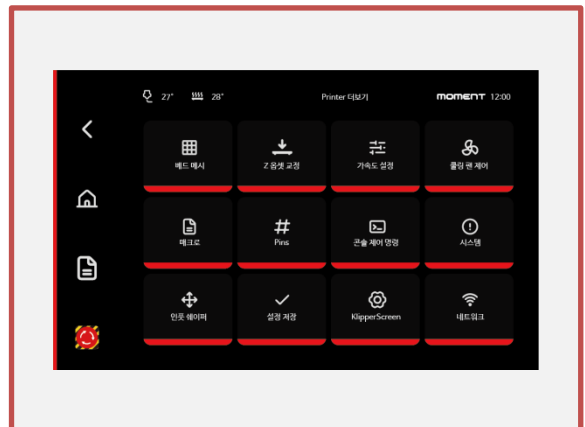 27° 28° Printer 더보기 MOMENT 12:00
베드 메시 Z 옵셋 교정 가속도 설정 쿨링 팬 제어
매크로 Pins 콘솔 제어 명령 시스템
인풋 쉐이퍼 설정 저장 KlipperScreen 네트워크